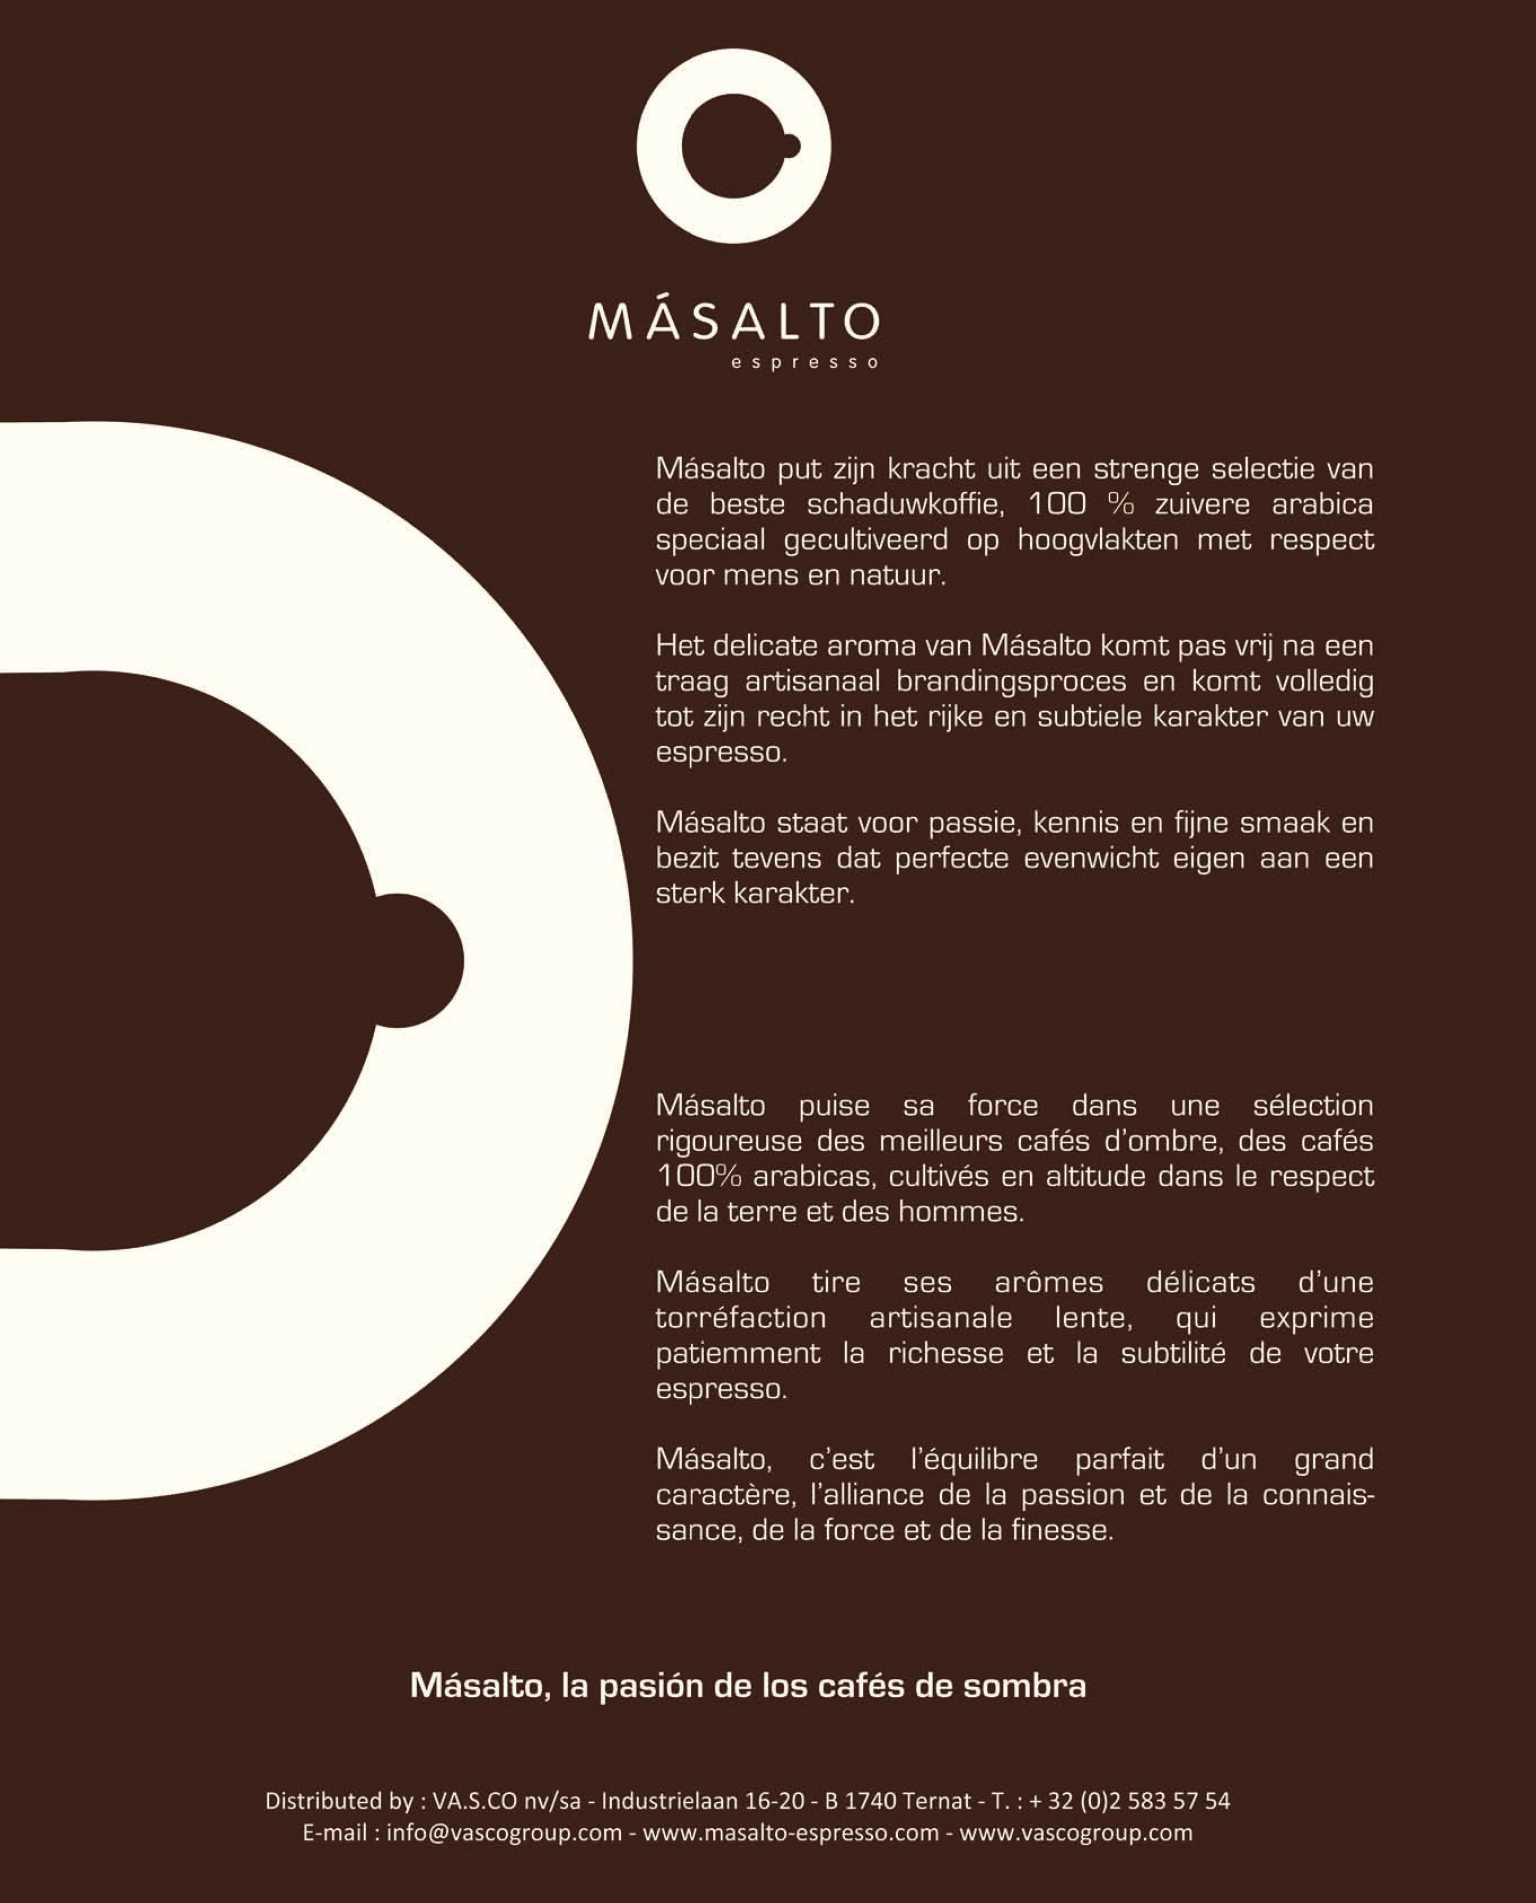 MÁSALTO
espresso
Másalto put zijn kracht uit een strenge selectie van
de beste schaduwkoffie, 100 % zuivere arabica
speciaal gecultiveerd op hoogvlakten met respect
voor mens en natuur.
Het delicate aroma van Másalto komt pas vrij na een
traag artisanaal brandingsproces en komt volledig
tot zijn recht in het rijke en subtiele karakter van uw
espresso.
Másalto staat voor passie, kennis en fijne smaak en
bezit tevens dat perfecte evenwicht eigen aan een
sterk karakter.
Másalto puise sa force dans une sélection
rigoureuse des meilleurs cafés d'ombre, des cafés
100% arabicas, cultivés en altitude dans le respect
de la terre et des hommes.
Másalto tire ses arômes délicats d'une
torréfaction artisanale lente, qui exprime
patiemment la richesse et la subtilité de votre
espresso.
Másalto, c'est l'équilibre parfait d'un grand
caractère, l'alliance de la passion et de la connais-
sance, de la force et de la finesse.
Másalto, la pasión de los cafés de sombra
Distributed by : VA.S.CO nv/sa - Industrielaan 16-20 - B 1740 Ternat - T. : + 32 (0)2 583 57 54
E-mail : info@vascogroup.com - www.masalto-espresso.com - www.vascogroup.com